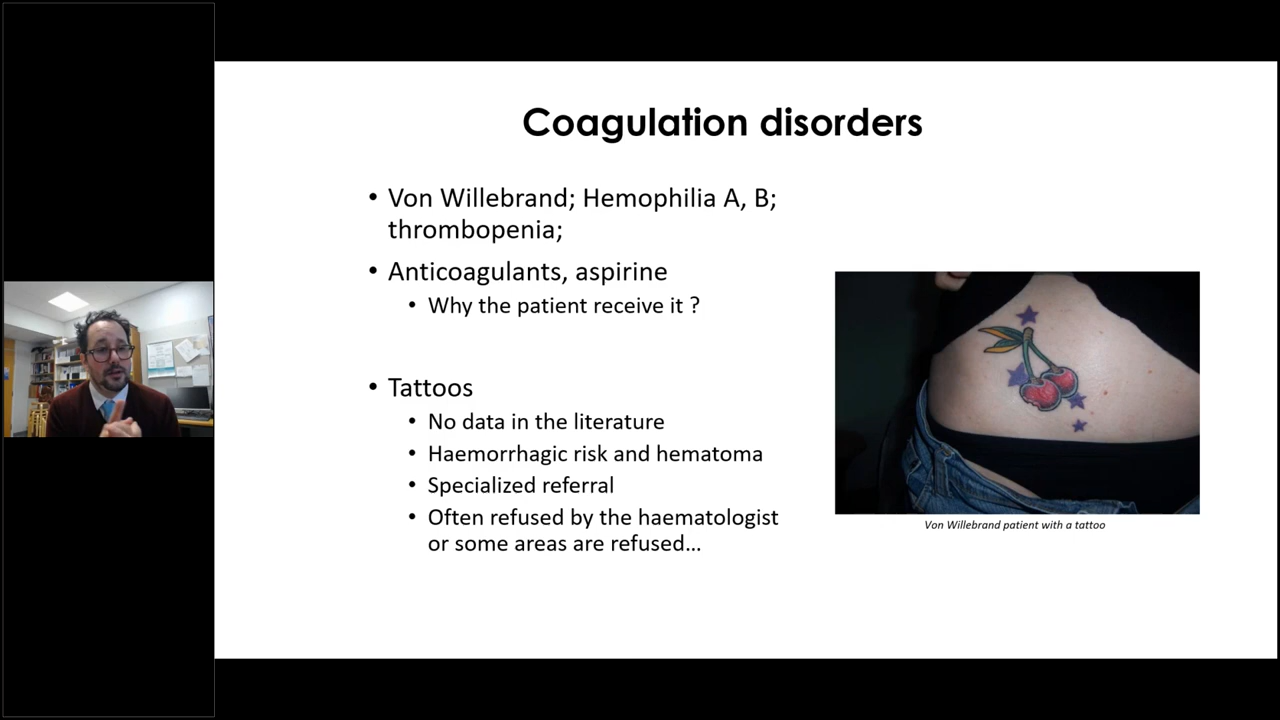 Coagulation disorders
• Von Willebrand; Hemophilia A, B;
thrombopenia;
• Anticoagulants, aspirine
• Why the patient receive it ?
• Tattoos
• No data in the literature
• Haemorrhagic risk and hematoma
• Specialized referral
• Often refused by the haematologist
or some areas are refused…
Von Willebrand patient with a tattoo